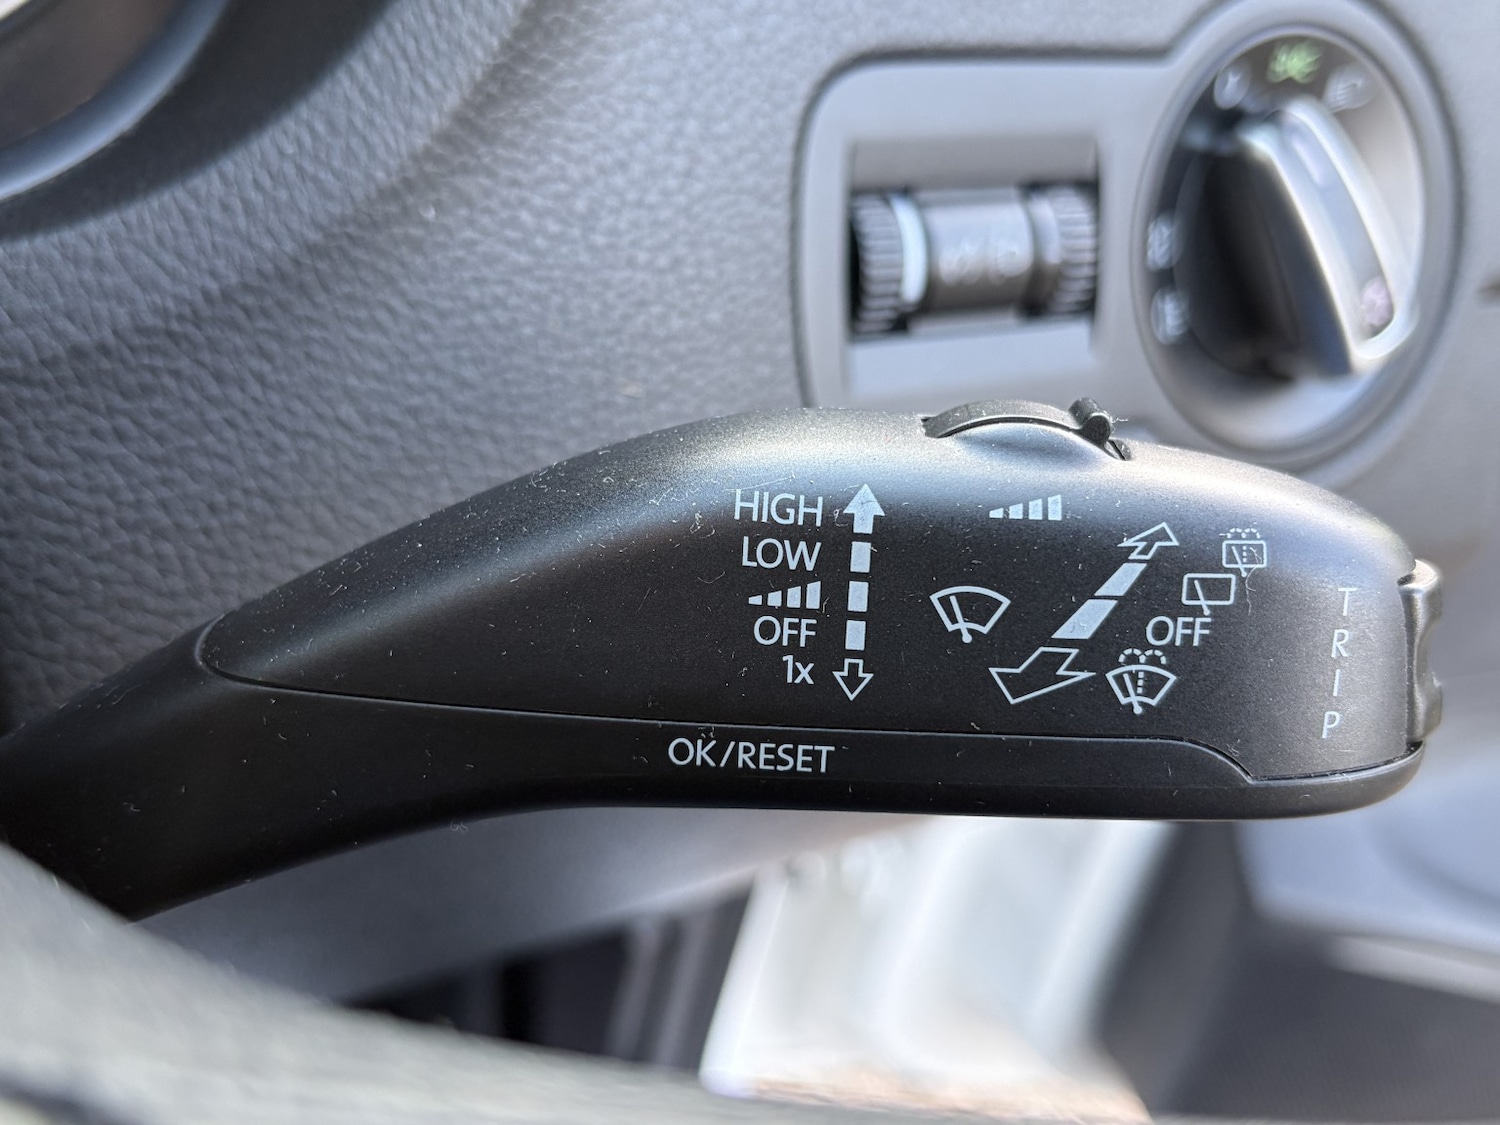 HIGH
LOW
OFF
1x
OFF
TRIP
OK/RESET